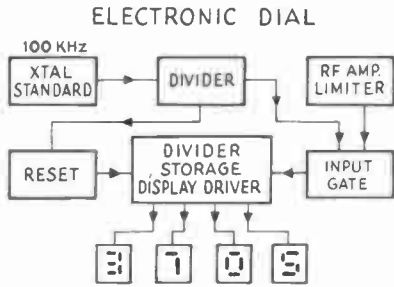 ELECTRONIC DIAL
100 KHz
XTAL
STANDARD
DIVIDER
RF AMP.
LIMITER
RESET
DIVIDER
STORAGE
DISPLAY DRIVER
INPUT
GATE
3 7 0 5